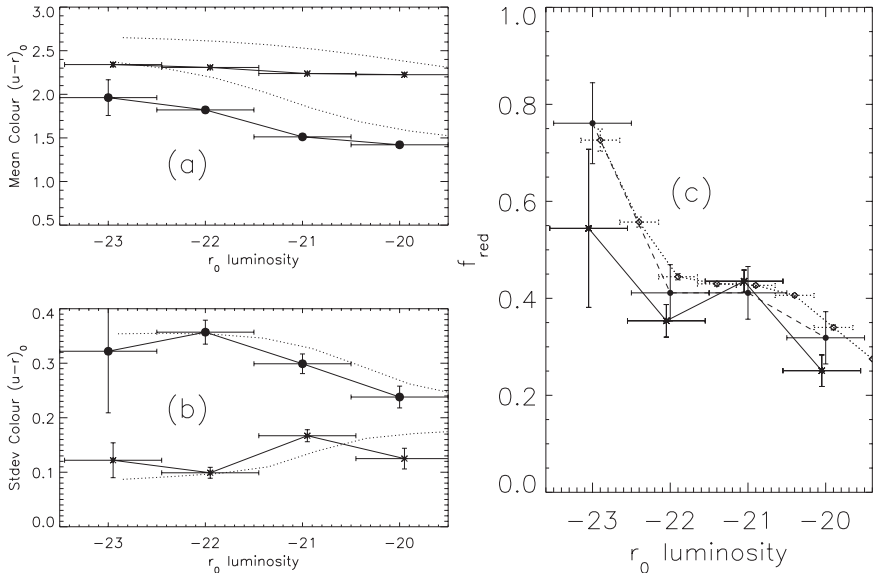 Mean Colour (u-r)0
3.0
2.5
2.0
1.5
1.0
0.5
(a)
-23 -22 -21 -20
r0 luminosity
Stdev Colour (u-r)0
0.4
0.3
0.2
0.1
0.0
(b)
-23 -22 -21 -20
r0 luminosity
fred
1.0
0.8
0.6
0.4
0.2
0.0
(c)
-23 -22 -21 -20
r0 luminosity